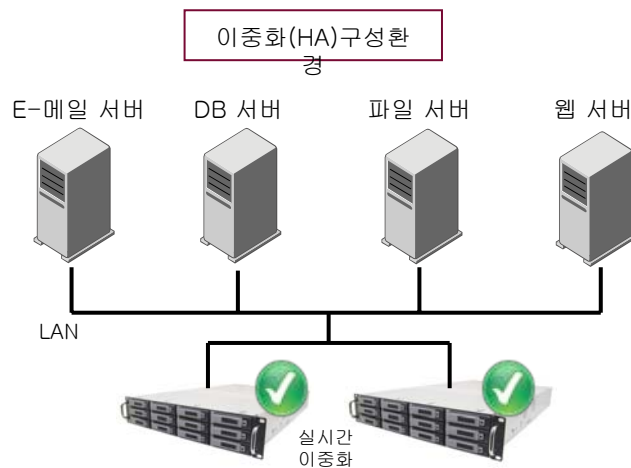 이중화(HA)구성환
경
E-메일 서버
DB 서버
파일 서버
웹 서버
LAN
실시간
이중화